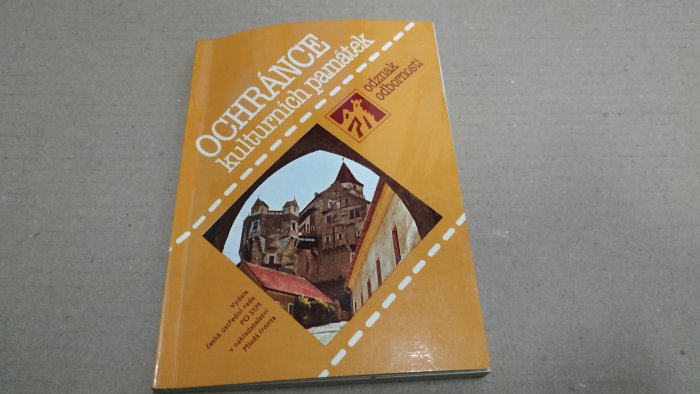 OCHRÁNCE
kulturních památek
odznak
odbornosti
Vydala
česká ústřední rada
PO SSM
v nakladatelství
Mladá fronta